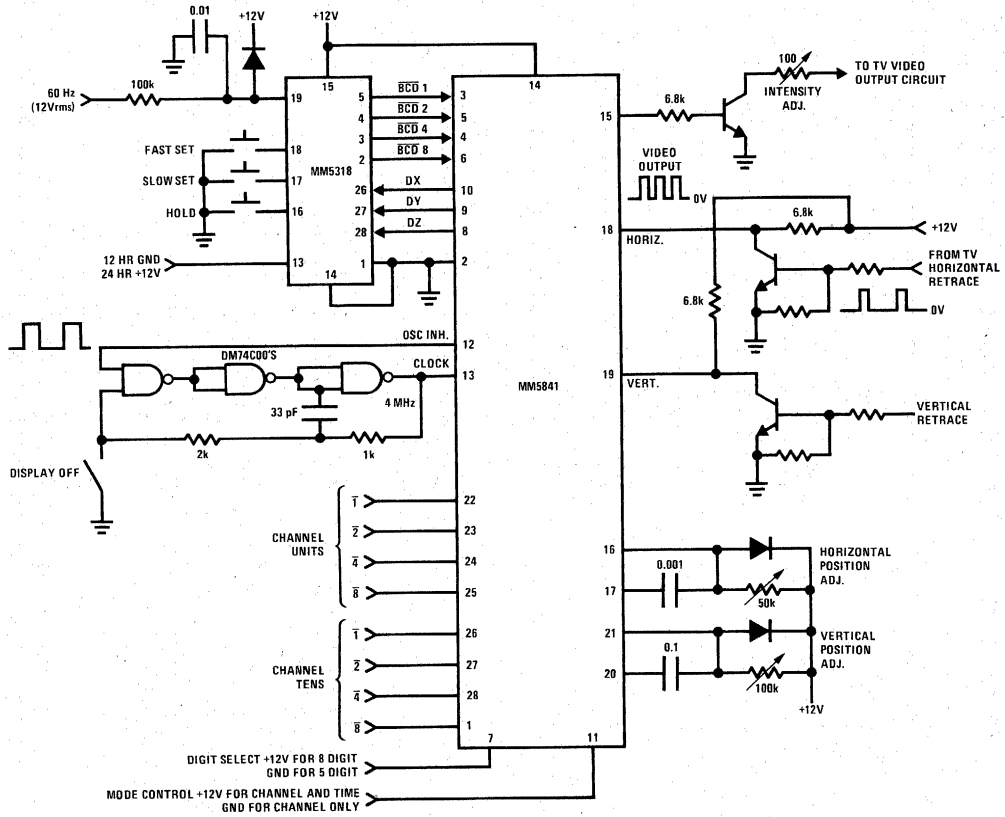 0.01
+12V
+12V
60 Hz
(12Vrms)
100k
19
15
14
MM5318
5
BCD 1
3
4
BCD 2
5
3
BCD 4
4
2
BCD 8
6
26
DX
10
27
DY
9
28
DZ
8
1
2
14
FAST SET
18
SLOW SET
17
HOLD
16
12 HR GND
24 HR +12V
13
OSC INH.
12
DM74C00'S
CLOCK
13
4 MHz
33 pF
2k
1k
DISPLAY OFF
MM5841
CHANNEL
UNITS
1
22
2
23
4
24
8
25
CHANNEL
TENS
1
26
2
27
4
28
8
1
7
11
DIGIT SELECT +12V FOR 8 DIGIT
GND FOR 5 DIGIT
MODE CONTROL +12V FOR CHANNEL AND TIME
GND FOR CHANNEL ONLY
15
6.8k
100
INTENSITY
ADJ.
TO TV VIDEO
OUTPUT CIRCUIT
VIDEO
OUTPUT
0V
18
HORIZ.
6.8k
+12V
FROM TV
HORIZONTAL
RETRACE
0V
6.8k
19
VERT.
VERTICAL
RETRACE
16
17
0.001
50k
HORIZONTAL
POSITION
ADJ.
21
20
0.1
100k
VERTICAL
POSITION
ADJ.
+12V